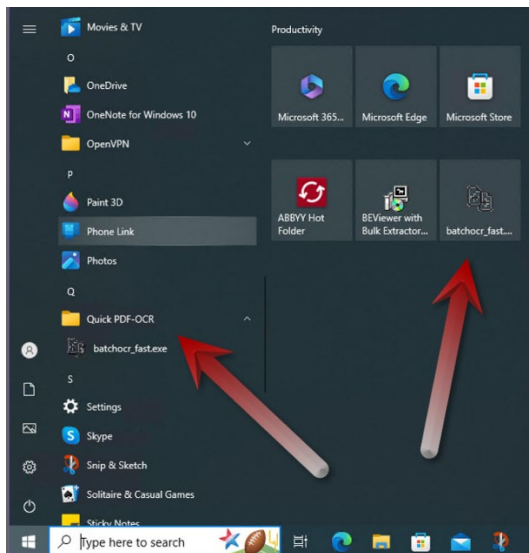 Movies & TV
O
OneDrive
OneNote for Windows 10
OpenVPN
P
Paint 3D
Phone Link
Photos
Q
Quick PDF-OCR
batchocr_fast.exe
S
Settings
Skype
Snip & Sketch
Solitaire & Casual Games
Sticky Notes
Productivity
Microsoft 365...
Microsoft Edge
Microsoft Store
ABBYY Hot
Folder
BEViewer with
Bulk Extractor...
batchocr_fast....
Type here to search